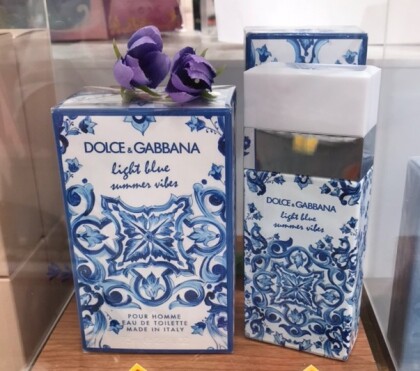 DOLCE & GABBANA
light blue
summer vibes
POUR HOMME
EAU DE TOILETTE
MADE IN ITALY
DOLCE & GABBANA
light blue
summer vibes